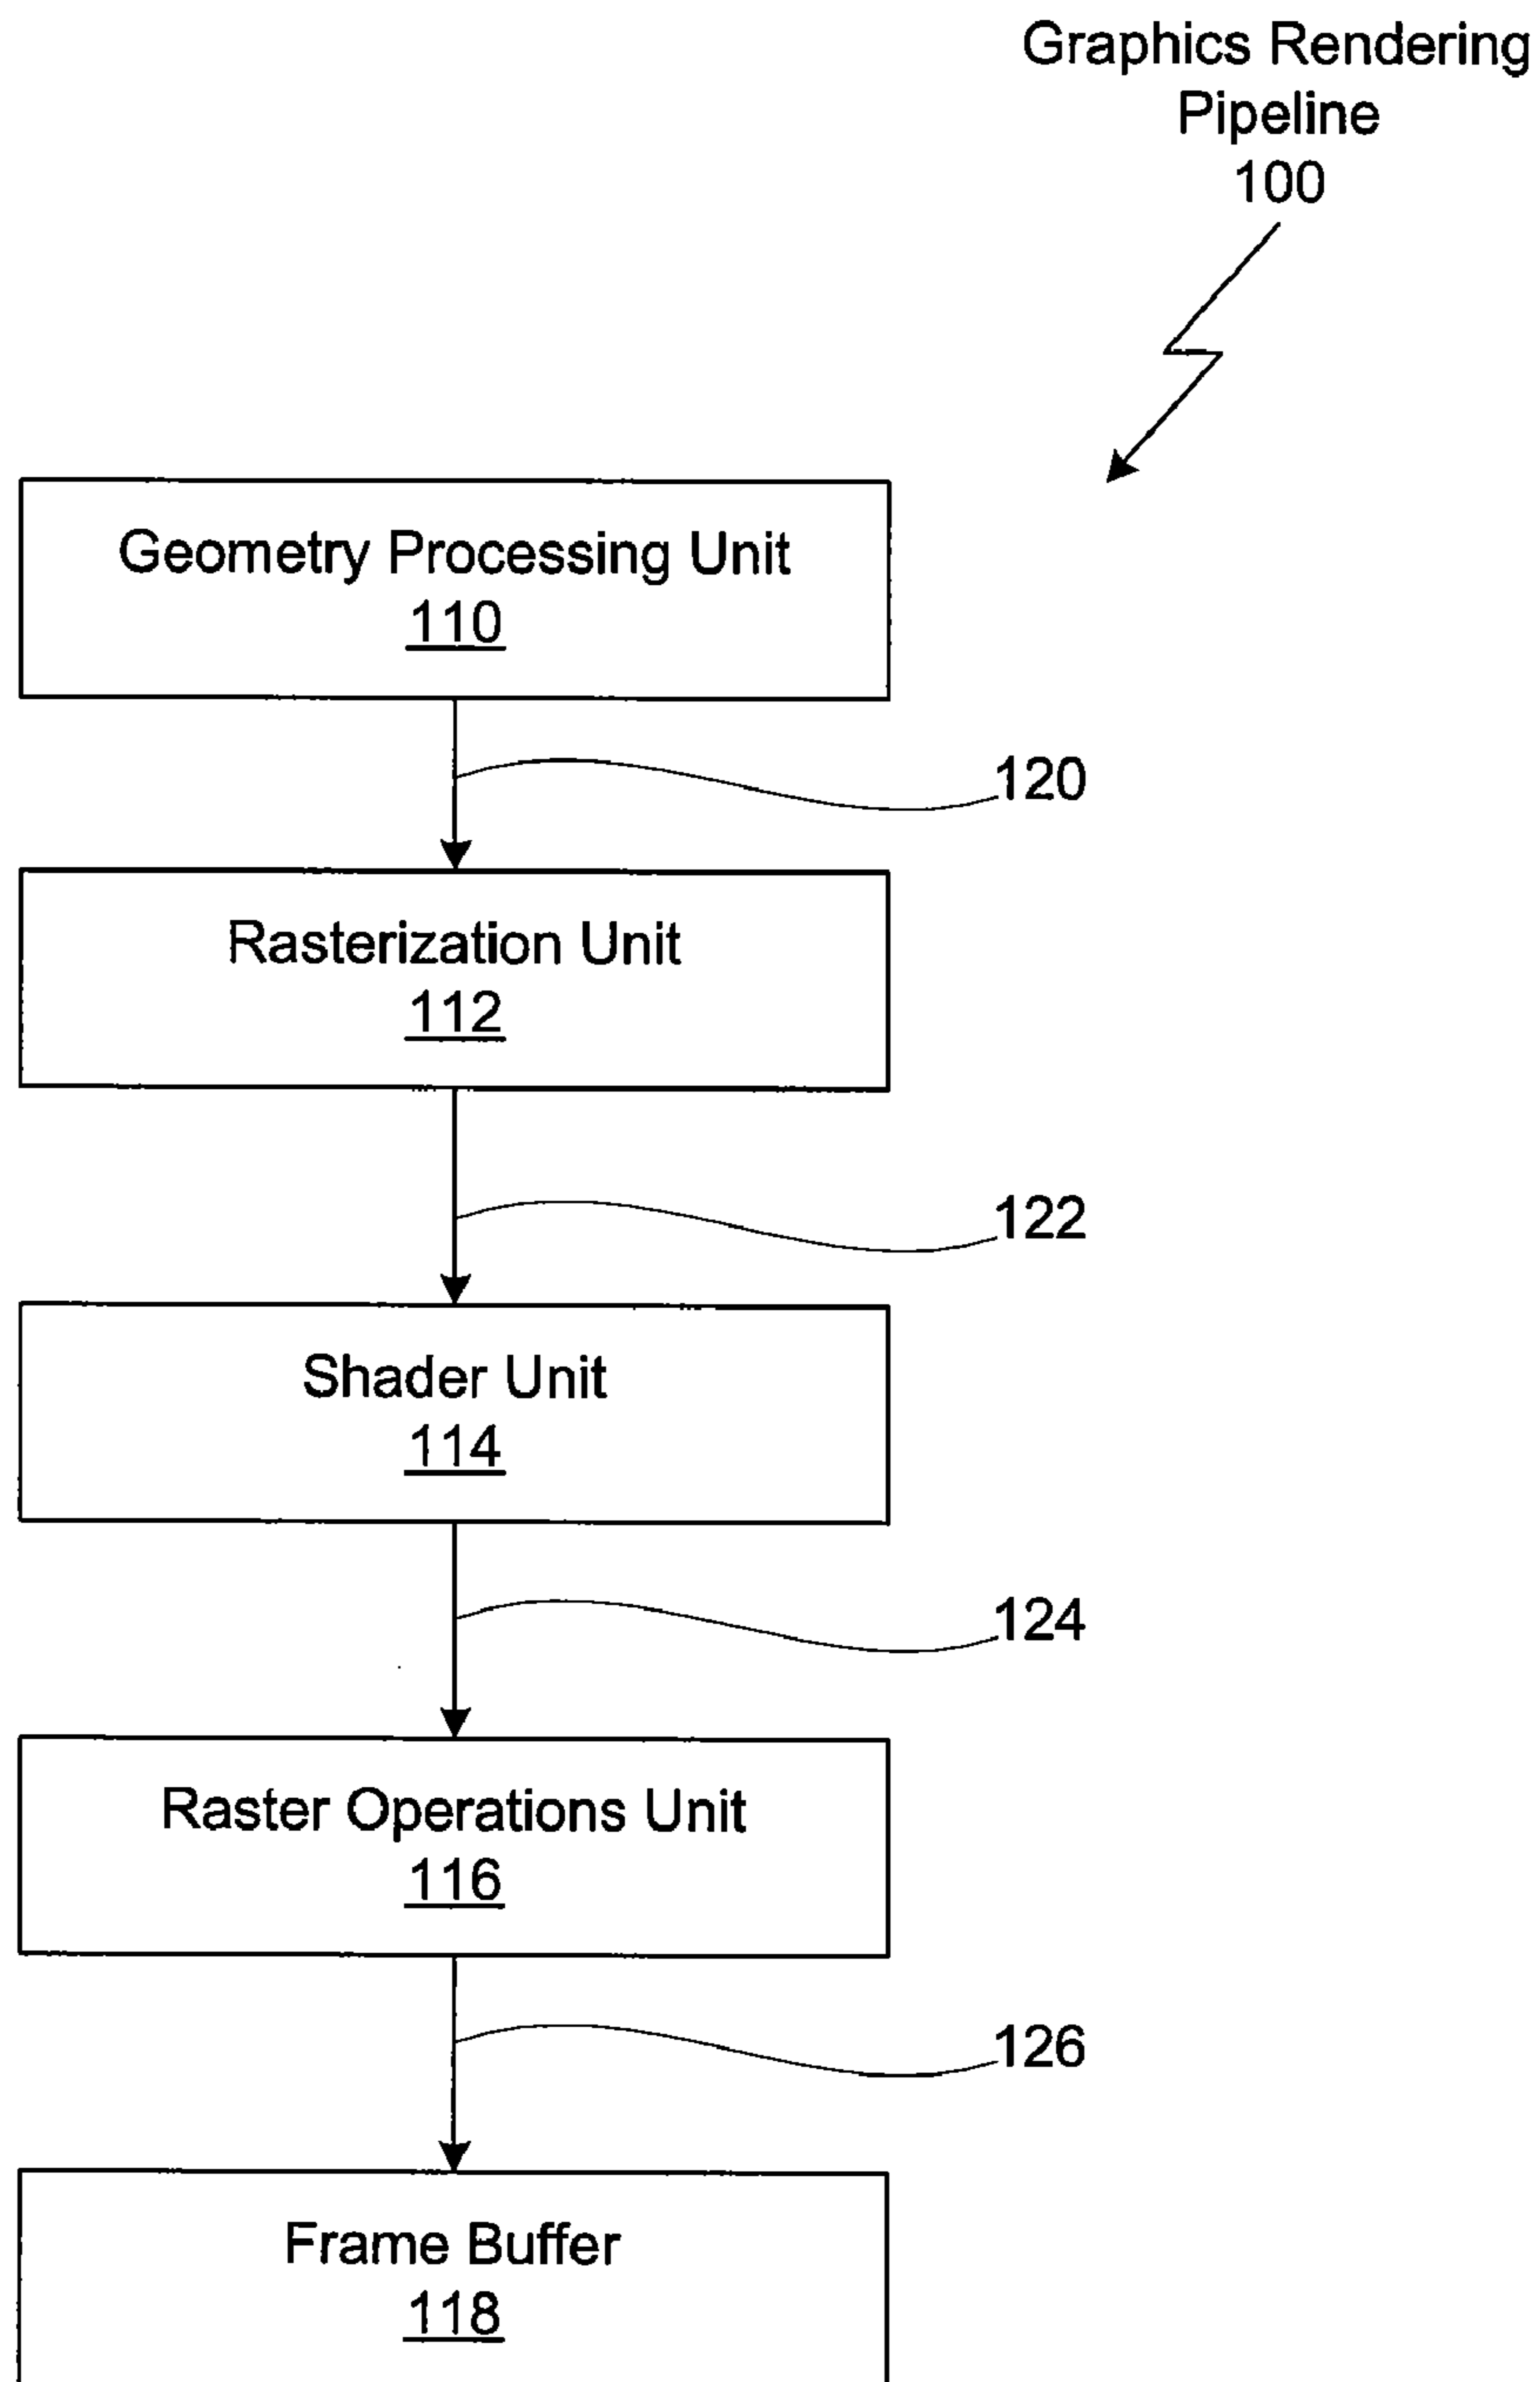 Graphics Rendering
Pipeline
100
Geometry Processing Unit
110
120
Rasterization Unit
112
122
Shader Unit
114
124
Raster Operations Unit
116
126
Frame Buffer
118